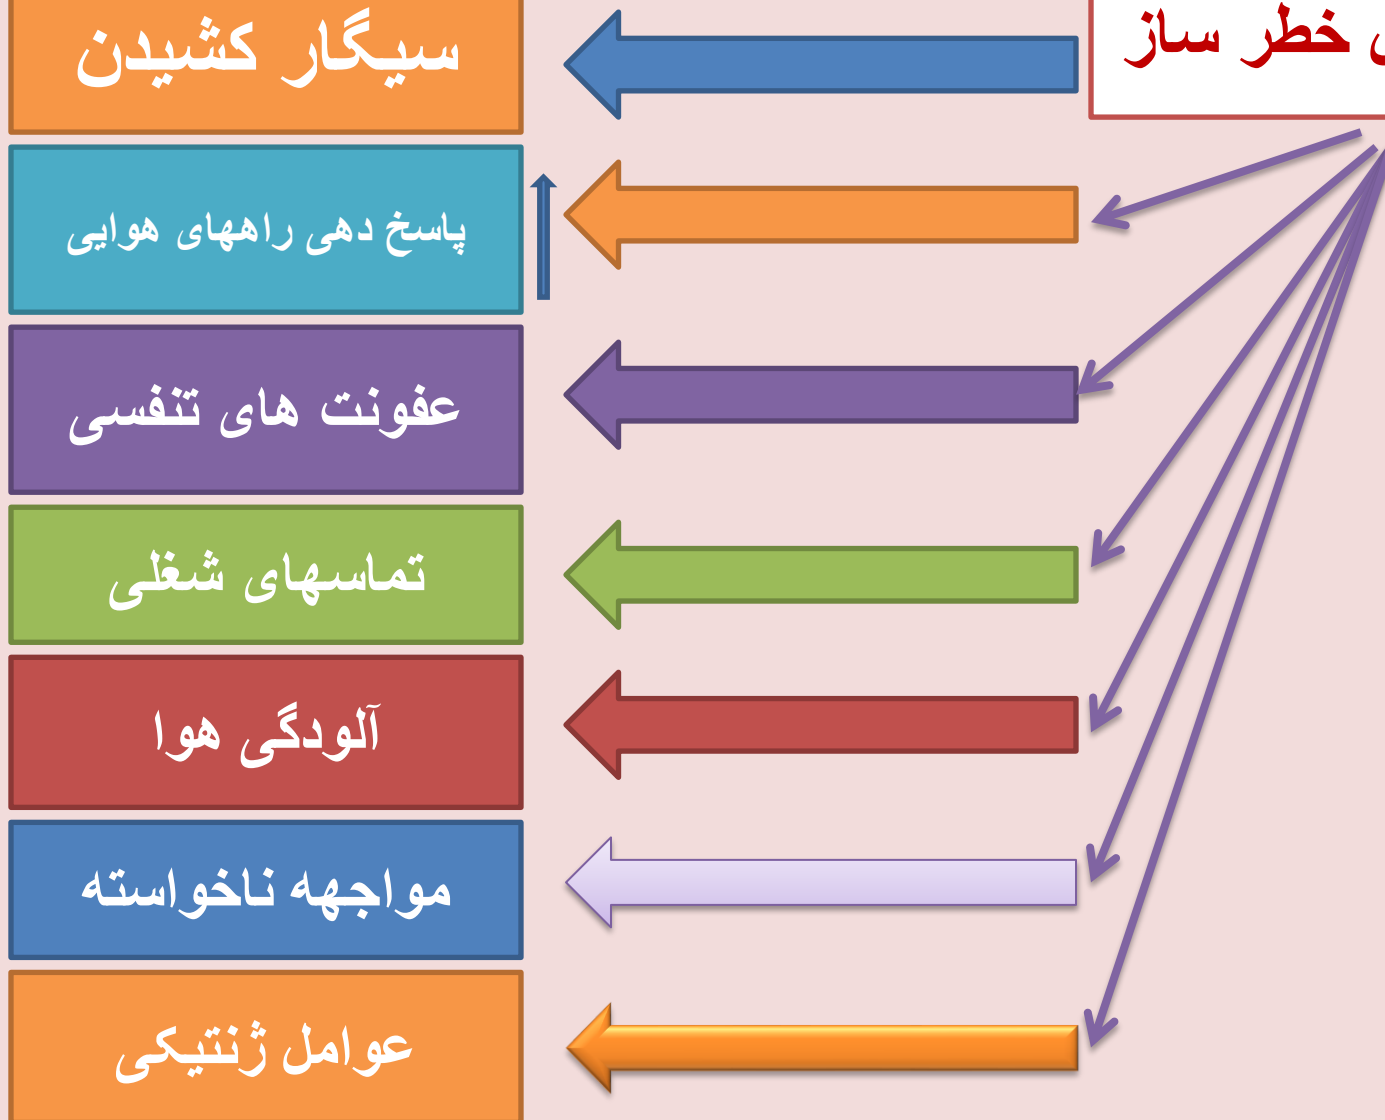 خطر ساز
سیگار کشیدن
پاسخ دهی راههای هوایی
عفونت های تنفسی
تماسهای شغلی
آلودگی هوا
مواجهه ناخواسته
عوامل ژنتیکی